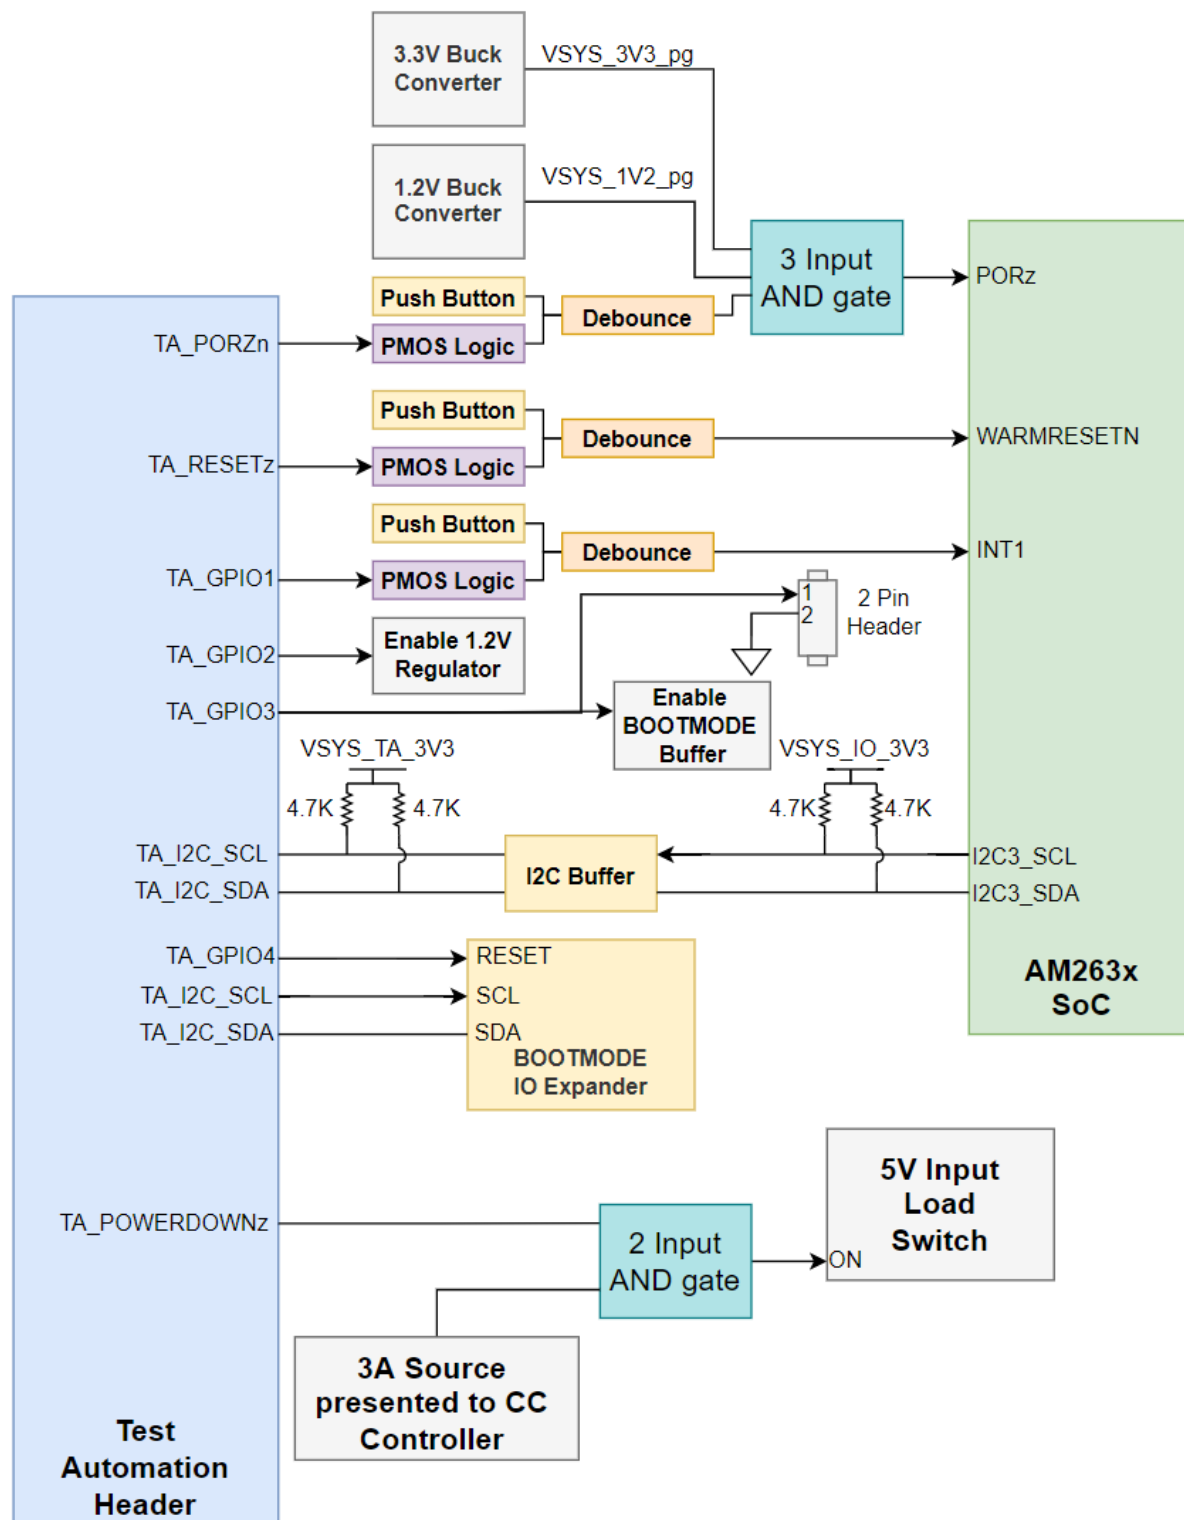 3.3V Buck
Converter
VSYS_3V3_pg
1.2V Buck
Converter
VSYS_1V2_pg
3 Input
AND gate
PORz
Push Button
Debounce
TA_PORZn
PMOS Logic
Push Button
Debounce
WARMRESETN
TA_RESETz
PMOS Logic
Push Button
Debounce
INT1
TA_GPIO1
PMOS Logic
1
2
2 Pin
Header
TA_GPIO2
Enable 1.2V
Regulator
TA_GPIO3
Enable
BOOTMODE
Buffer
VSYS_TA_3V3
VSYS_IO_3V3
4.7K
4.7K
4.7K
4.7K
TA_I2C_SCL
TA_I2C_SDA
I2C Buffer
I2C3_SCL
I2C3_SDA
TA_GPIO4
RESET
TA_I2C_SCL
SCL
TA_I2C_SDA
SDA
BOOTMODE
IO Expander
AM263x
SoC
TA_POWERDOWNz
2 Input
AND gate
5V Input
Load
Switch
ON
3A Source
presented to CC
Controller
Test
Automation
Header